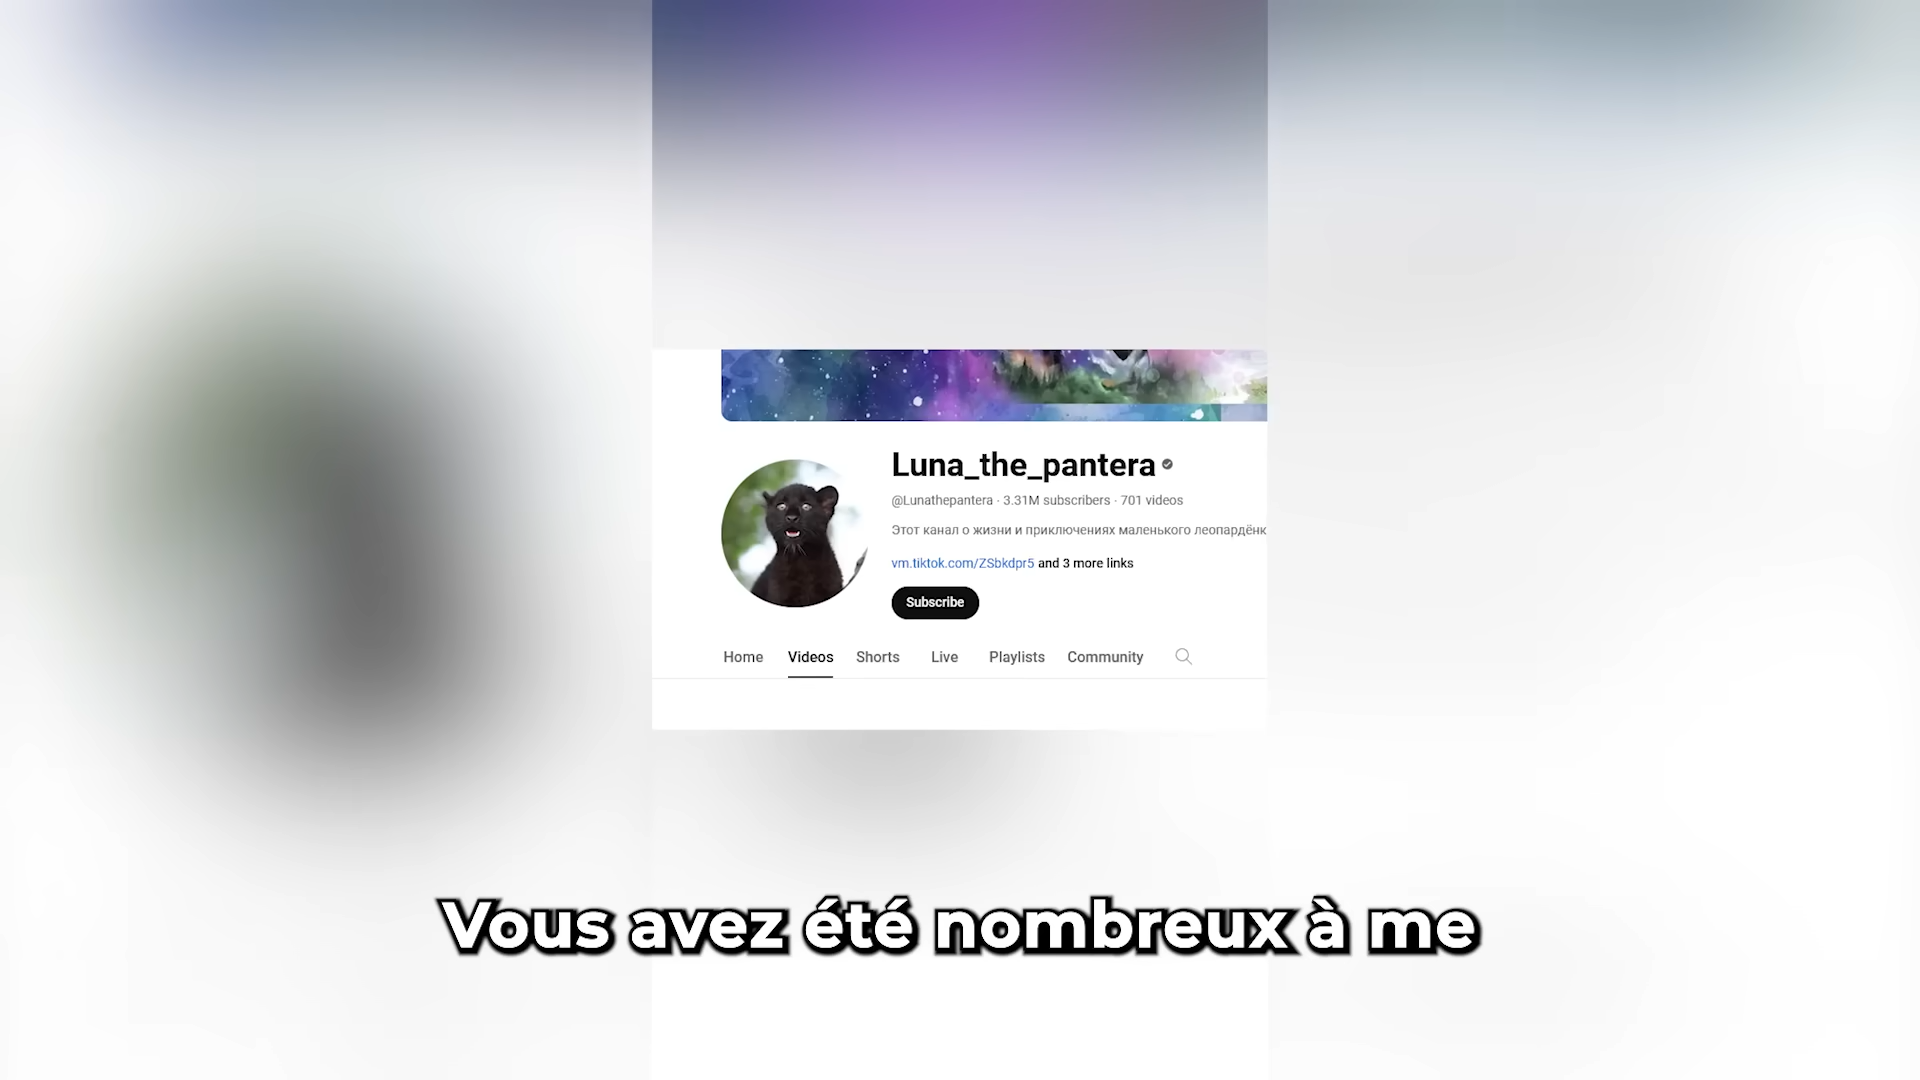 Luna_the_pantera
@Lunathepantera · 3.31M subscribers · 701 videos
Этот канал о жизни и приключениях маленького леопардёнк
vm.tiktok.com/ZSbkdpr5 and 3 more links
Subscribe
Home Videos Shorts Live Playlists Community
Vous avez été nombreux à me